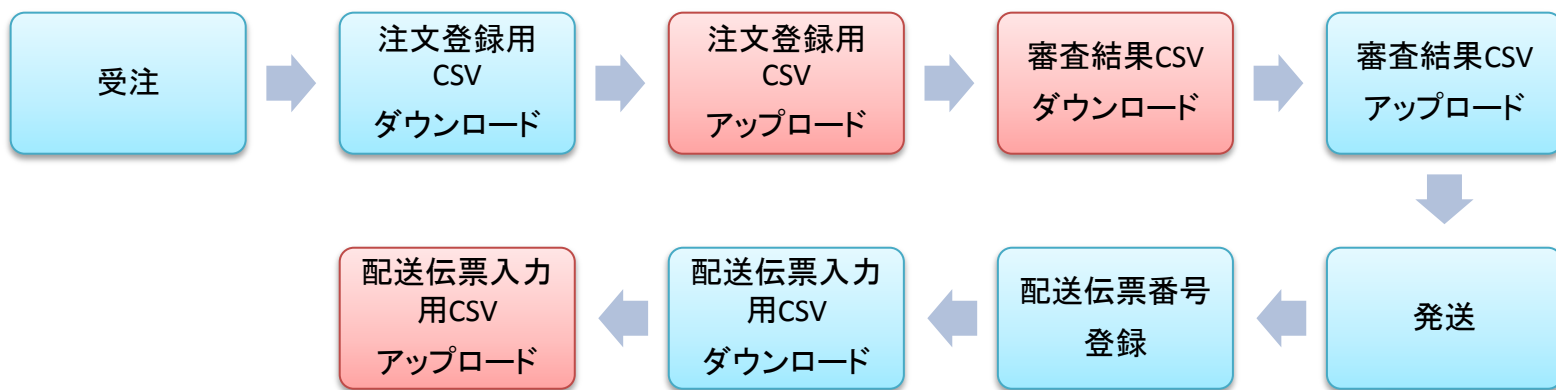 受注
注文登録用
CSV
ダウンロード
注文登録用
CSV
アップロード
審査結果CSV
ダウンロード
審査結果CSV
アップロード
発送
配送伝票番号
登録
配送伝票入力
用CSV
ダウンロード
配送伝票入力
用CSV
アップロード